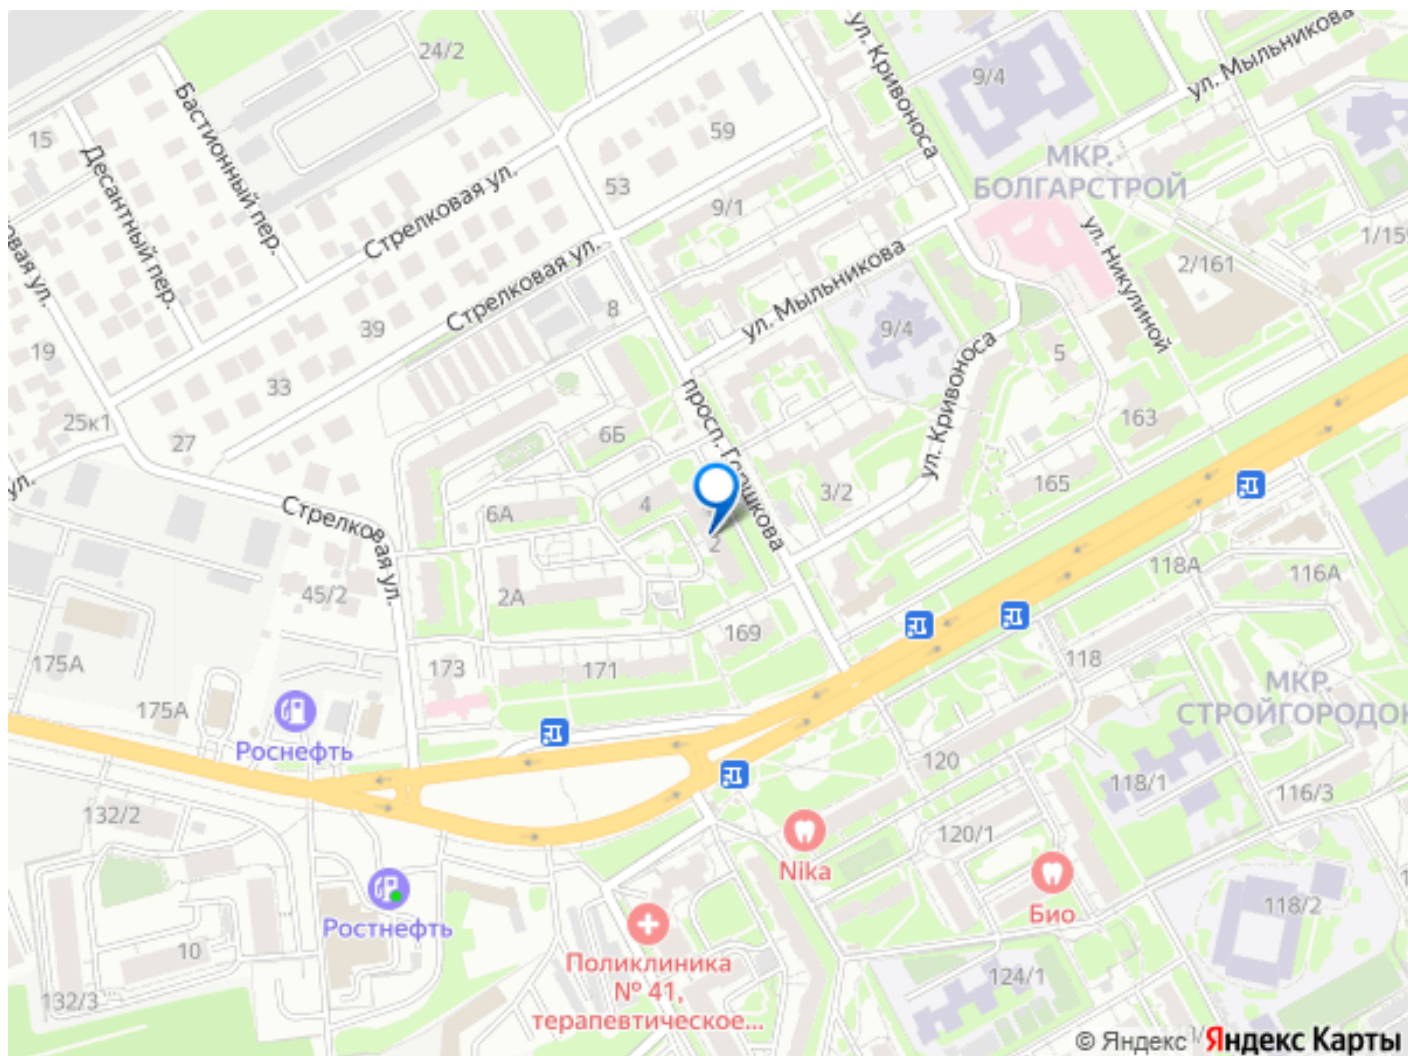 24/2
ул. Кривоноса
9/4
ул. Мыльникова
15
Бастионный пер.
Десантный пер.
59
МКР.
БОЛГАРСТРОЙ
53
9/1
Стрелковая ул.
ул. Никулиной
1/159
2/161
Стрелковая ул.
ул. Мыльникова
8
39
9/4
19
5
33
ул. Кривоноса
25к1
27
6Б
163
просп. Горшкова
ул.
Стрелковая ул.
6А
4
3/2
165
2
118А
116А
45/2
2А
169
175А
173
171
118
МКР.
СТРОЙГОРОДОК
175А
Роснефть
120
118/1
116/3
132/2
120/1
Nika
Био
118/2
Ростнефть
10
Поликлиника
№ 41,
терапевтическое...
132/3
124/1
© Яндекс
Яндекс Карты